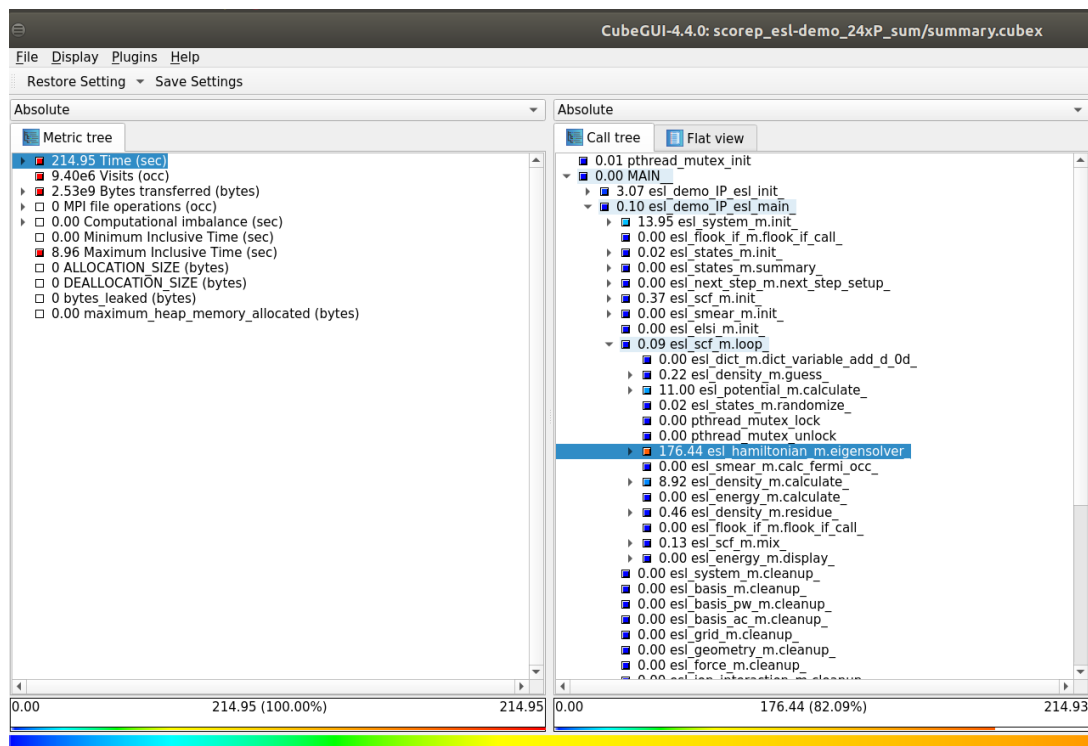 CubeGUI-4.4.0: scorep_esl-demo_24xP_sum/summary.cubex
File Display Plugins Help
Restore Setting Save Settings
Absolute
Metric tree
214.95 Time (sec)
9.40e6 Visits (occ)
2.53e9 Bytes transferred (bytes)
0 MPI file operations (occ)
0.00 Computational imbalance (sec)
0.00 Minimum Inclusive Time (sec)
8.96 Maximum Inclusive Time (sec)
0 ALLOCATION_SIZE (bytes)
0 DEALLOCATION_SIZE (bytes)
0 bytes_leaked (bytes)
0.00 maximum_heap_memory_allocated (bytes)
0.00 214.95 (100.00%) 214.95
Absolute
Call tree Flat view
0.01 pthread_mutex_init
0.00 MAIN__
3.07 esl_demo_IP_esl_init_
0.10 esl_demo_IP_esl_main_
13.95 esl_system_m.init_
0.00 esl_flook_if_m.flook_if_call_
0.02 esl_states_m.init_
0.00 esl_states_m.summary_
0.00 esl_next_step_m.next_step_setup_
0.37 esl_scf_m.init_
0.00 esl_smear_m.init_
0.00 esl_elsi_m.init_
0.09 esl_scf_m.loop_
0.00 esl_dict_m.dict_variable_add_d_0d_
0.22 esl_density_m.guess_
11.00 esl_potential_m.calculate_
0.02 esl_states_m.randomize_
0.00 pthread_mutex_lock
0.00 pthread_mutex_unlock
176.44 esl_hamiltonian_m.eigensolver_
0.00 esl_smear_m.calc_fermi_occ_
8.92 esl_density_m.calculate_
0.00 esl_energy_m.calculate_
0.46 esl_density_m.residue_
0.00 esl_flook_if_m.flook_if_call_
0.13 esl_scf_m.mix_
0.00 esl_energy_m.display_
0.00 esl_system_m.cleanup_
0.00 esl_basis_m.cleanup_
0.00 esl_basis_pw_m.cleanup_
0.00 esl_basis_ac_m.cleanup_
0.00 esl_grid_m.cleanup_
0.00 esl_geometry_m.cleanup_
0.00 esl_force_m.cleanup_
0.00 esl_ion_interaction_m.cleanup_
0.00 176.44 (82.09%) 214.93